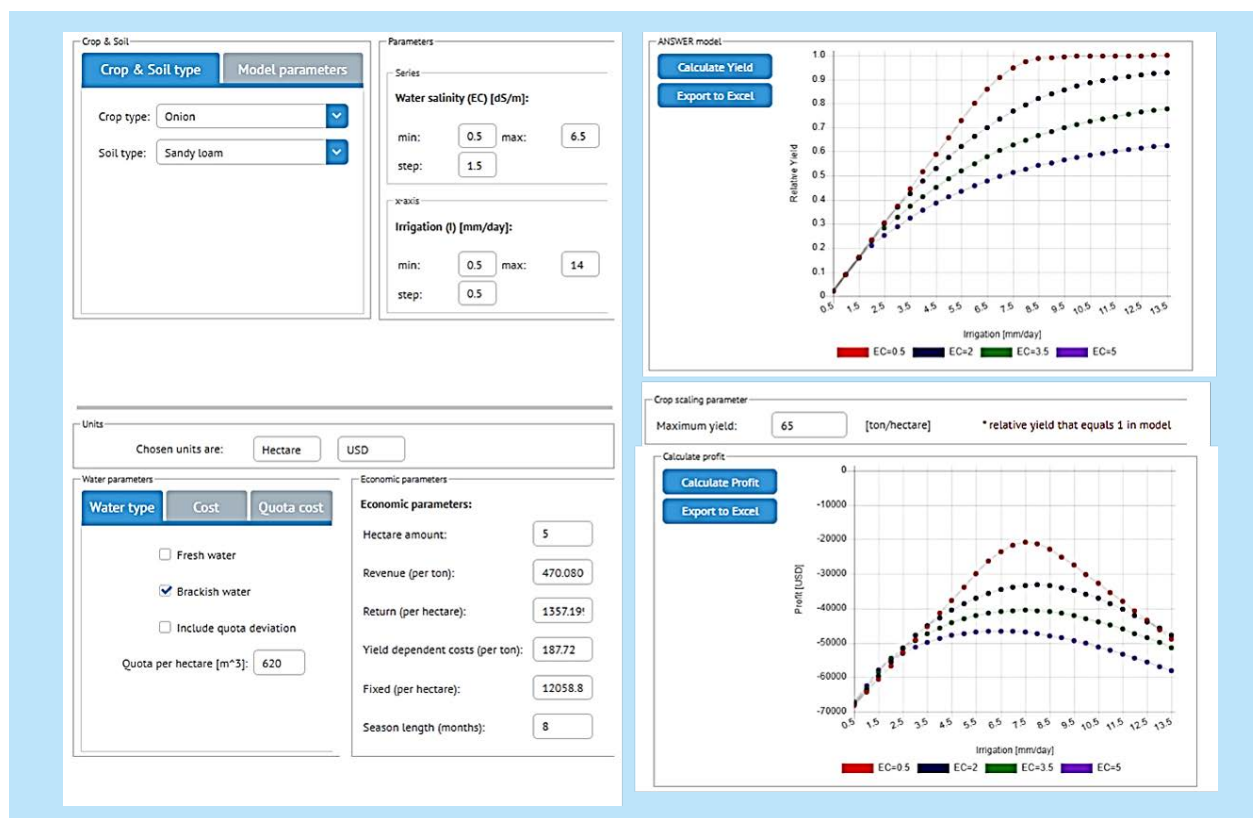 Crop & Soil
Crop & Soil type Model parameters
Crop type: Onion
Soil type: Sandy loam
Parameters
Series
Water salinity (EC) [dS/m]:
min: 0.5 max: 6.5
step: 1.5
x-axis
Irrigation (I) [mm/day]:
min: 0.5 max: 14
step: 0.5
ANSWER model
Calculate Yield
Export to Excel
Relative Yield
1.0
0.9
0.8
0.7
0.6
0.5
0.4
0.3
0.2
0.1
0
0.5 1.5 2.5 3.5 4.5 5.5 6.5 7.5 8.5 9.5 10.5 11.5 12.5 13.5
Irrigation [mm/day]
EC=0.5 EC=2 EC=3.5 EC=5
Units
Chosen units are: Hectare USD
Water parameters
Water type Cost Quota cost
Fresh water
Brackish water
Include quota deviation
Quota per hectare [m^3]: 620
Economic parameters
Economic parameters:
Hectare amount: 5
Revenue (per ton): 470.080
Return (per hectare): 1357.19
Yield dependent costs (per ton): 187.72
Fixed (per hectare): 12058.8
Season length (months): 8
Crop scaling parameter
Maximum yield: 65 [ton/hectare] * relative yield that equals 1 in model
Calculate profit
Calculate Profit
Export to Excel
Profit [USD]
0
-10000
-20000
-30000
-40000
-50000
-60000
-70000
0.5 1.5 2.5 3.5 4.5 5.5 6.5 7.5 8.5 9.5 10.5 11.5 12.5 13.5
Irrigation [mm/day]
EC=0.5 EC=2 EC=3.5 EC=5